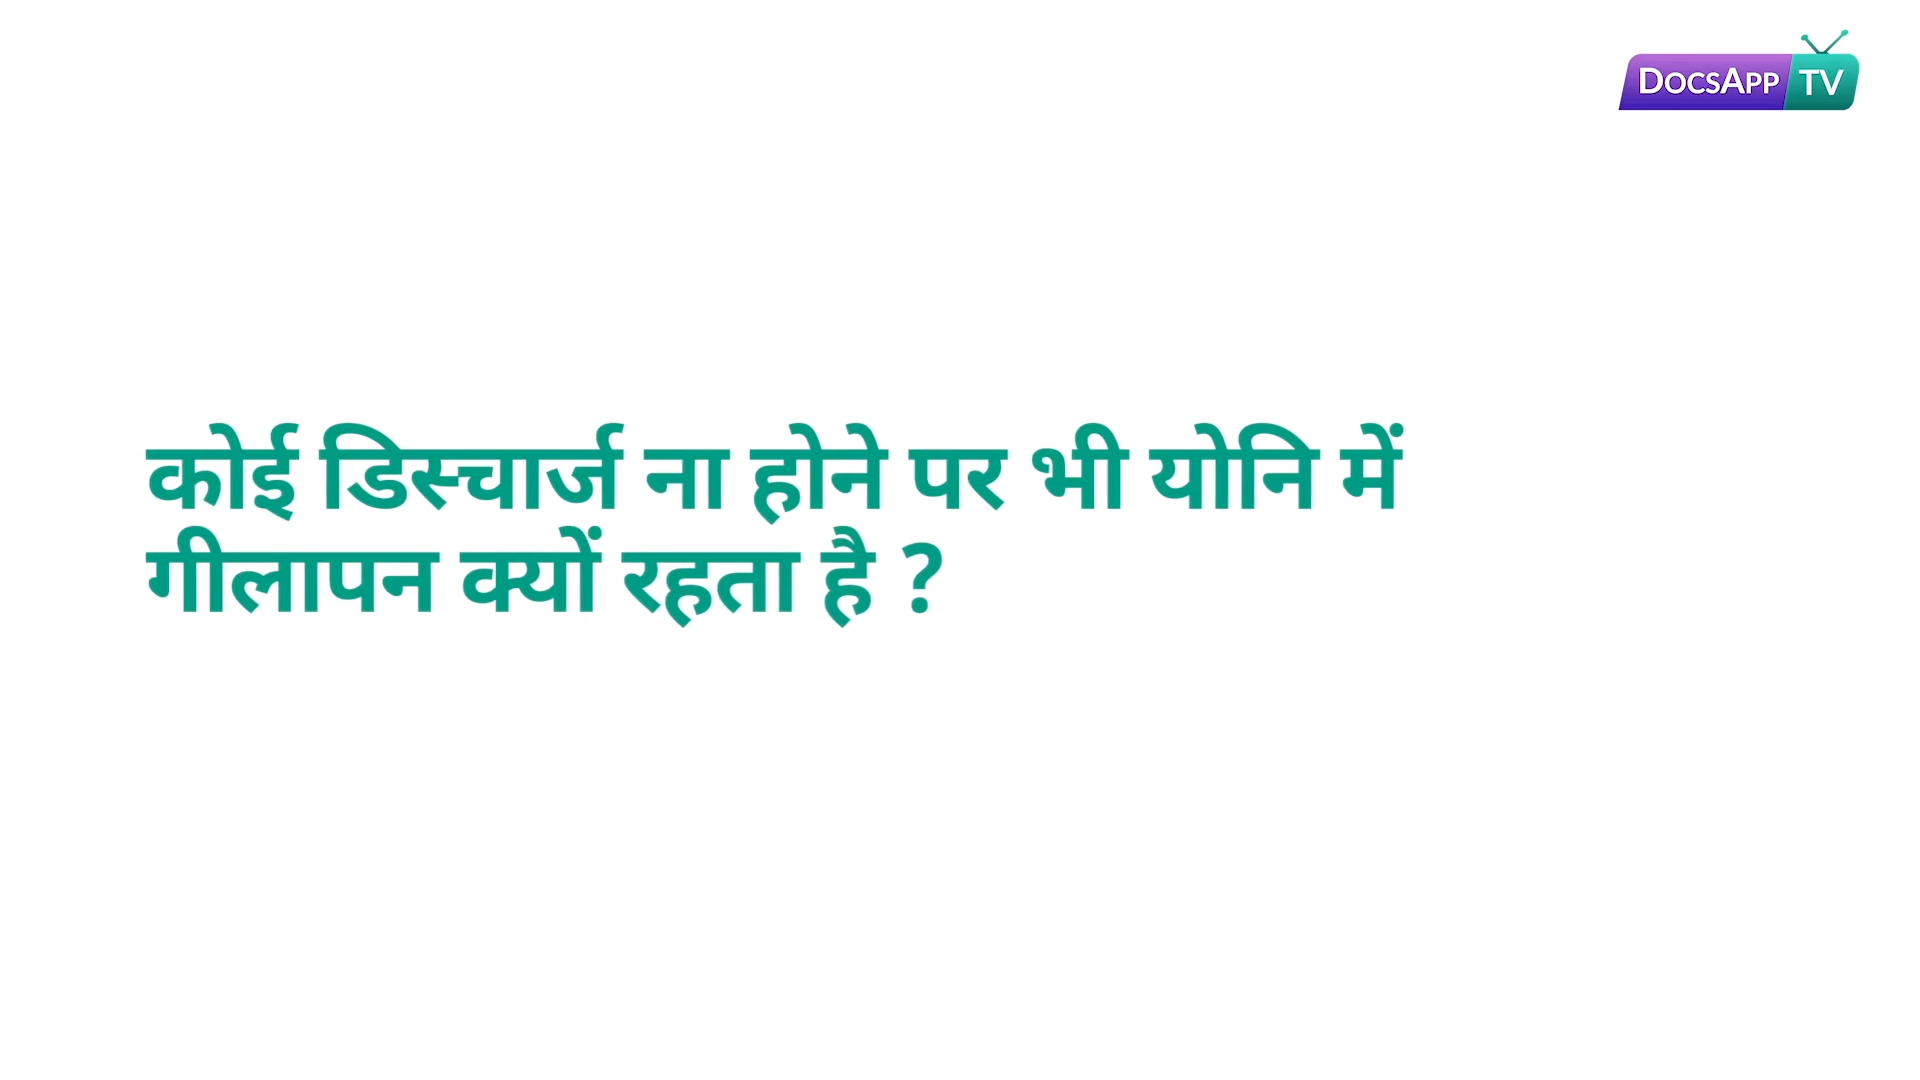 DOCSAPP TV
कोई डिस्चार्ज ना होने पर भी योनि में
गीलापन क्यों रहता है ?